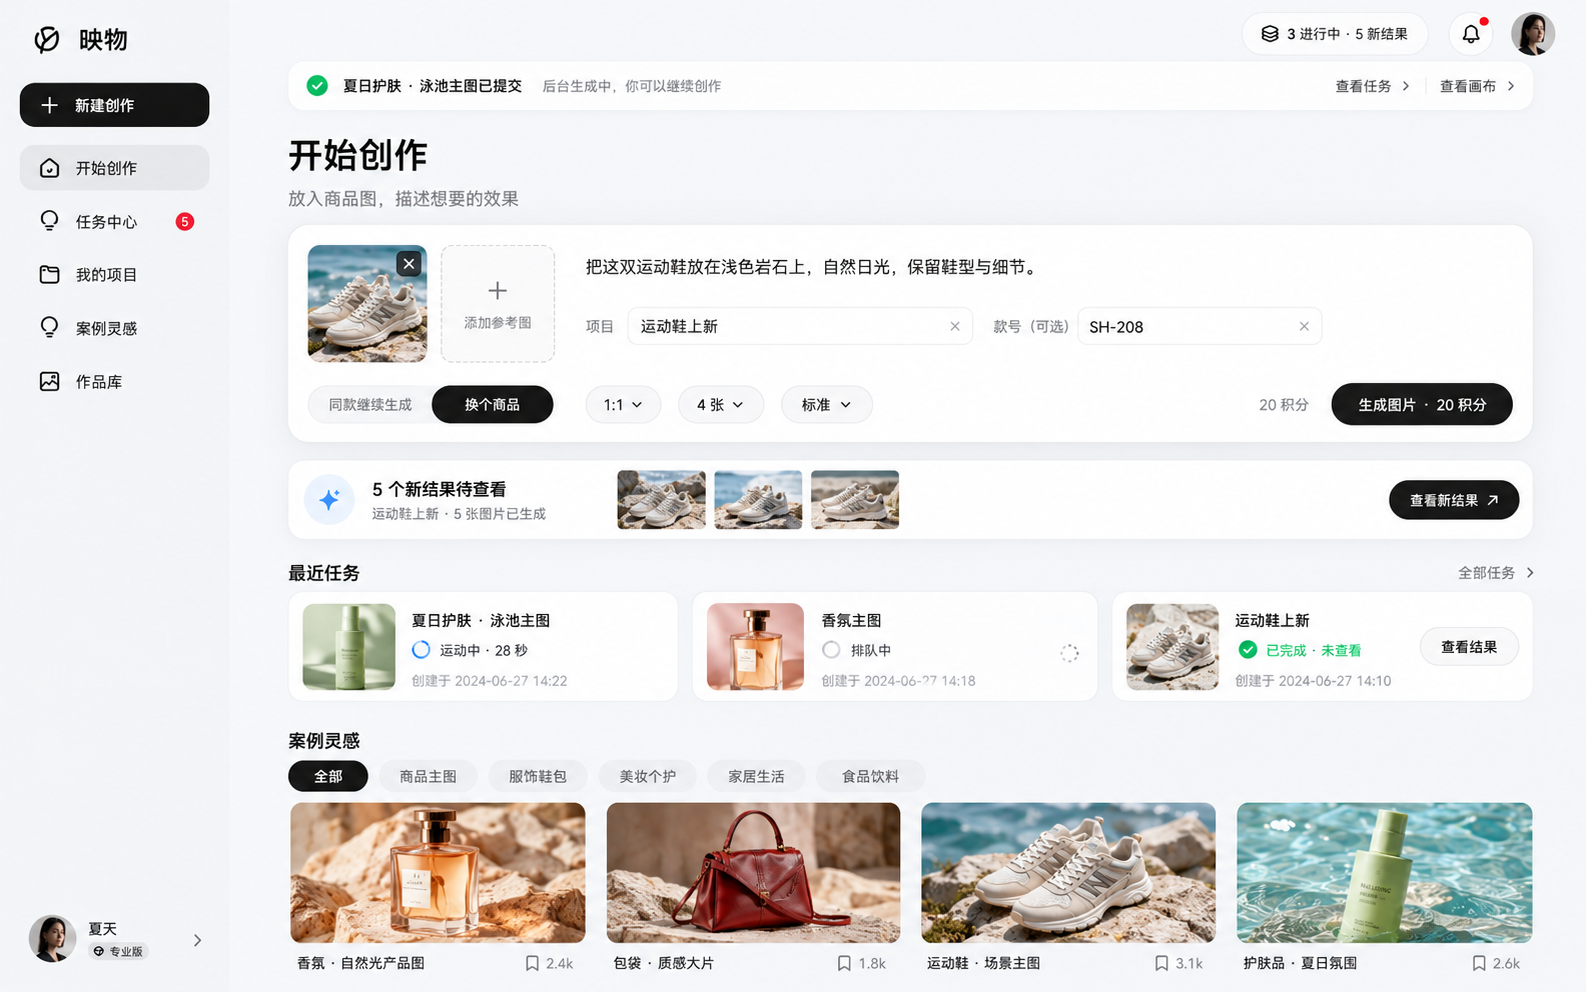 映物
3 进行中 · 5 新结果
新建创作
开始创作
任务中心
5
我的项目
案例灵感
作品库
夏天
专业版
夏日护肤 · 泳池主图已提交
后台生成中，你可以继续创作
查看任务
查看画布
开始创作
放入商品图，描述想要的效果
添加参考图
把这双运动鞋放在浅色岩石上，自然日光，保留鞋型与细节。
项目
运动鞋上新
款号（可选）
SH-208
同款继续生成
换个商品
1:1
4 张
标准
20 积分
生成图片 · 20 积分
5 个新结果待查看
运动鞋上新 · 5 张图片已生成
查看新结果
最近任务
全部任务
夏日护肤 · 泳池主图
运动中 · 28 秒
创建于 2024-06-27 14:22
香氛主图
排队中
创建于 2024-06-27 14:18
运动鞋上新
已完成 · 未查看
创建于 2024-06-27 14:10
查看结果
案例灵感
全部
商品主图
服饰鞋包
美妆个护
家居生活
食品饮料
香氛 · 自然光产品图
2.4k
包袋 · 质感大片
1.8k
运动鞋 · 场景主图
3.1k
护肤品 · 夏日氛围
2.6k